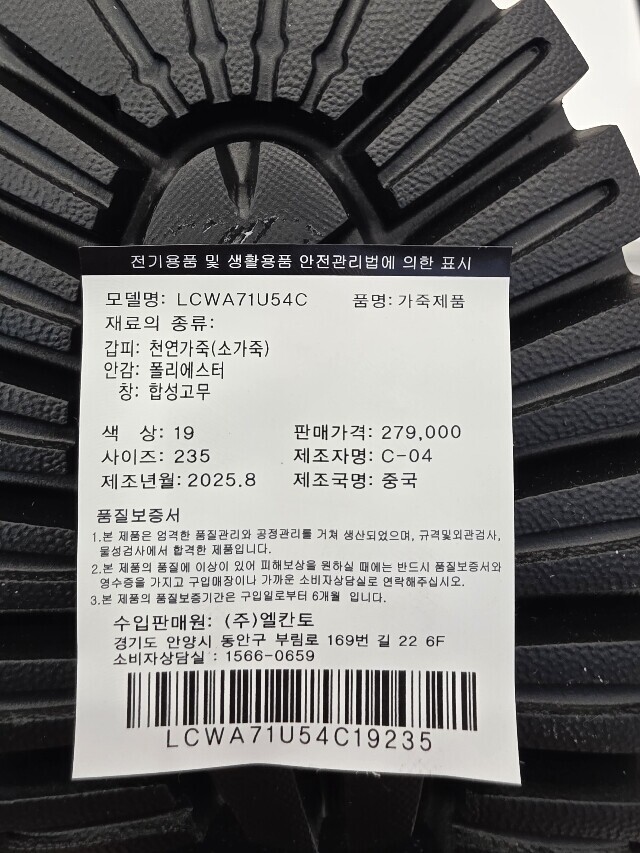 전기용품 및 생활용품 안전관리법에 의한 표시
모델명: LCWA71U54C 품명: 가죽제품
재료의 종류:
갑피: 천연가죽(소가죽)
안감: 폴리에스터
창: 합성고무
색 상: 19 판매가격: 279,000
사이즈: 235 제조자명: C-04
제조년월: 2025.8 제조국명: 중국
품질보증서
1.본 제품은 엄격한 품질관리와 공정관리를 거쳐 생산되었으며, 규격및외관검사,
물성검사에서 합격한 제품입니다.
2.본 제품의 품질에 이상이 있어 피해보상을 원하실 때에는 반드시 품질보증서와
영수증을 가지고 구입매장이나 가까운 소비자상담실로 연락해주십시오.
3.본 제품의 품질보증기간은 구입일로부터 6개월 입니다.
수입판매원: (주)엘칸토
경기도 안양시 동안구 부림로 169번 길 22 6F
소비자상담실 : 1566-0659
LCWA71U54C19235